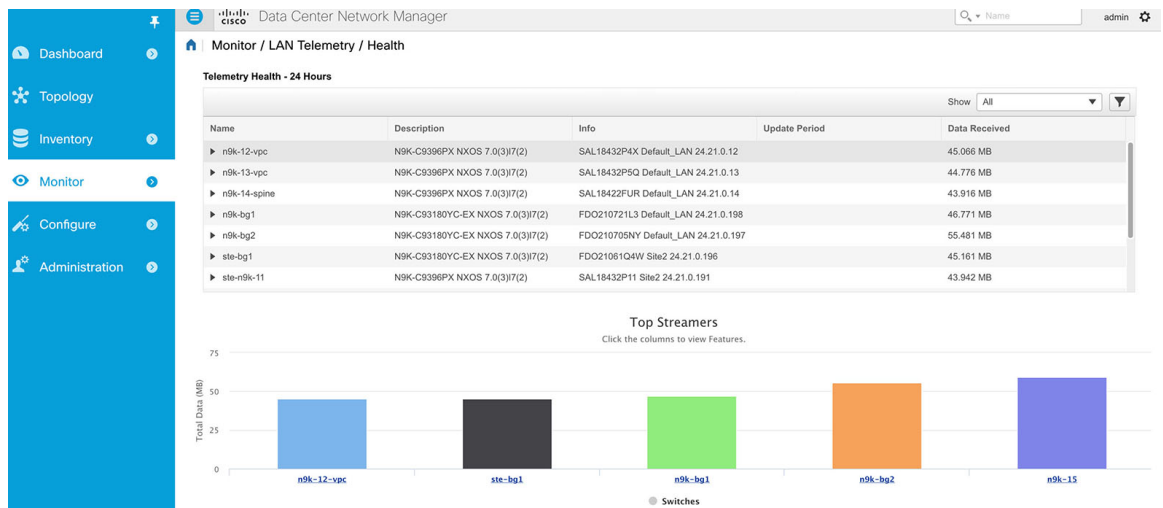 cisco Data Center Network Manager
Name
admin
Dashboard
Topology
Inventory
Monitor
Configure
Administration
Monitor / LAN Telemetry / Health
Telemetry Health - 24 Hours
Show All
Name Description Info Update Period Data Received
n9k-12-vpc N9K-C9396PX NXOS 7.0(3)I7(2) SAL18432P4X Default_LAN 24.21.0.12 45.066 MB
n9k-13-vpc N9K-C9396PX NXOS 7.0(3)I7(2) SAL18432P5Q Default_LAN 24.21.0.13 44.776 MB
n9k-14-spine N9K-C9396PX NXOS 7.0(3)I7(2) SAL18422FUR Default_LAN 24.21.0.14 43.916 MB
n9k-bg1 N9K-C93180YC-EX NXOS 7.0(3)I7(2) FDO210721L3 Default_LAN 24.21.0.198 46.771 MB
n9k-bg2 N9K-C93180YC-EX NXOS 7.0(3)I7(2) FDO210705NY Default_LAN 24.21.0.197 55.481 MB
ste-bg1 N9K-C93180YC-EX NXOS 7.0(3)I7(2) FDO21061Q4W Site2 24.21.0.196 45.161 MB
ste-n9k-11 N9K-C9396PX NXOS 7.0(3)I7(2) SAL18432P11 Site2 24.21.0.191 43.942 MB
Top Streamers
Click the columns to view Features.
Total Data (MB)
75
50
25
0
n9k-12-vpc ste-bg1 n9k-bg1 n9k-bg2 n9k-15
Switches